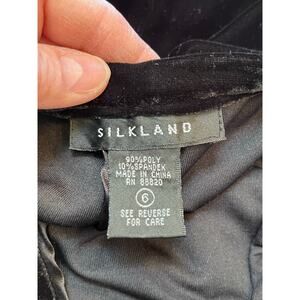 SILKLAND
90%POLY
10%SPANDEX
MADE IN CHINA
RN 88820
6
SEE REVERSE
FOR CARE